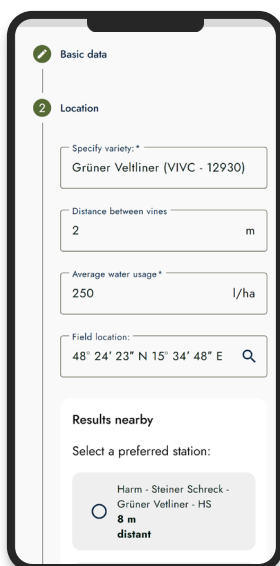 Basic data
2 Location
Specify variety:*
Grüner Veltliner (VIVC - 12930)
Distance between vines
2 m
Average water usage*
250 l/ha
Field location:
48° 24′ 23″ N 15° 34′ 48″ E
Results nearby
Select a preferred station:
Harm - Steiner Schreck -
Grüner Vetliner - HS
8 m
distant